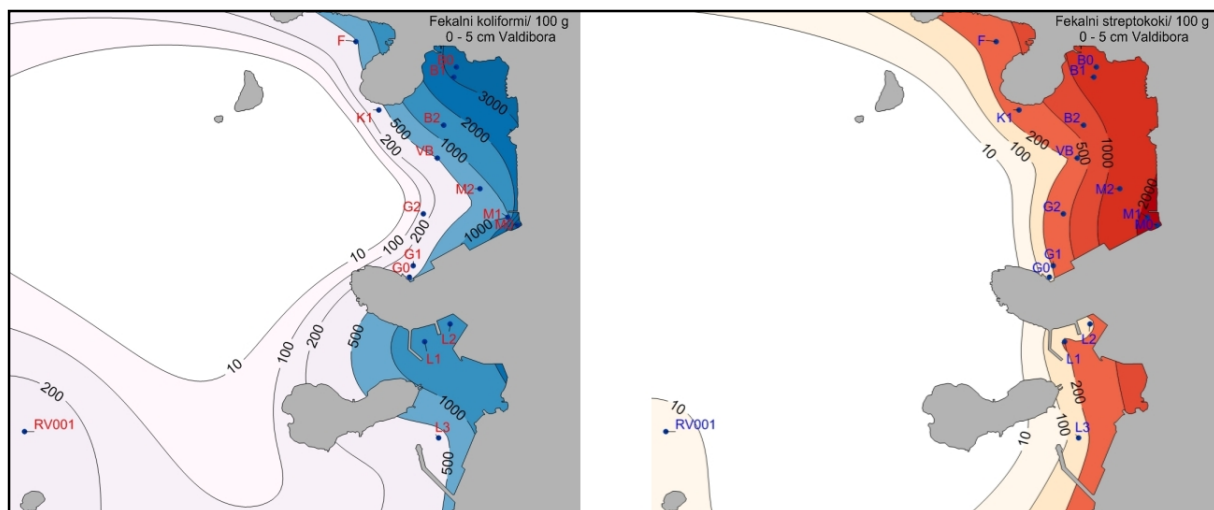 Fekalni koliformi/ 100 g
0 - 5 cm Valdibora
F
B0
B1
3000
K1
500
B2
2000
200
1000
VB
M2
G2
M1
1000
200
100
10
G1
G0
200
500
L2
100
L1
10
1000
200
RV001
L3
500
Fekalni streptokoki/ 100 g
0 - 5 cm Valdibora
F
B0
B1
K1
B2
200
10
100
VB
500
1000
M2
2000
G2
M1
G1
G0
L2
L1
200
10
RV001
100
L3
10